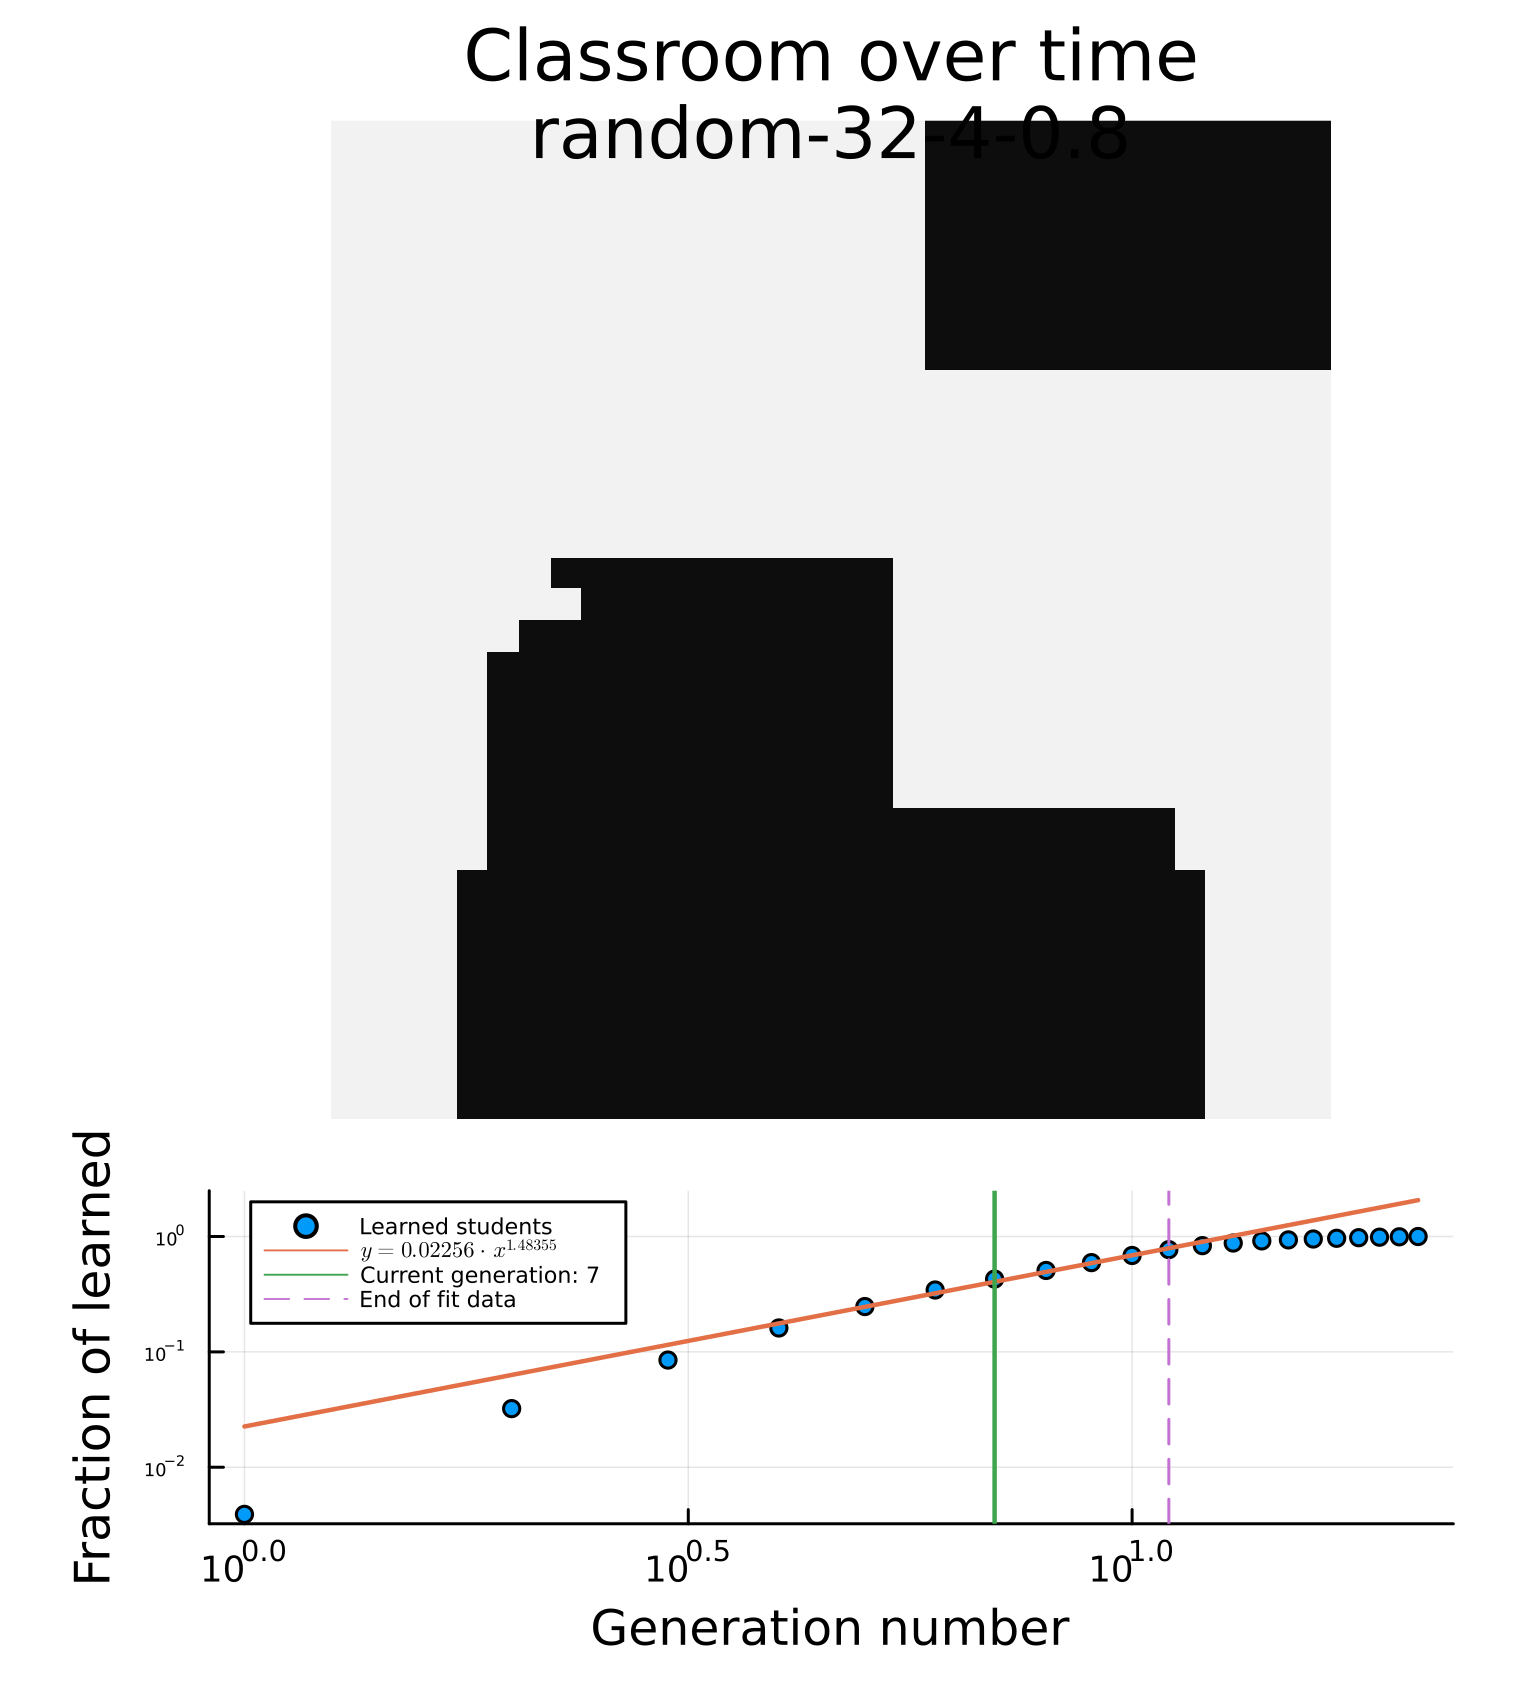 Classroom over time
random-32-4-0.8
Fraction of learned
10⁰
10⁻¹
10⁻²
Learned students
y = 0.02256 · x^1.48355
Current generation: 7
End of fit data
10^0.0
10^0.5
10^1.0
Generation number